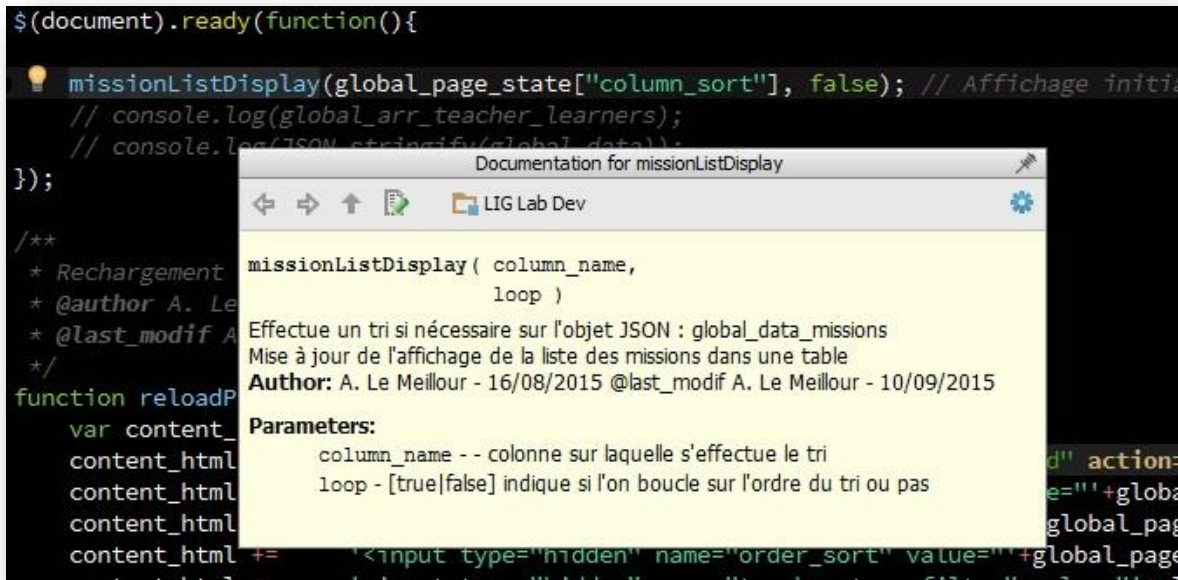 $(document).ready(function(){
missionListDisplay(global_page_state["column_sort"], false); // Affichage
// console.log(global_arr_teacher_learners);
// console.log(JSON.stringify(global_data));
});
Documentation for missionListDisplay
LIG Lab Dev
missionListDisplay( column_name,
loop )
Effectue un tri si nécessaire sur l'objet JSON : global_data_missions
Mise à jour de l'affichage de la liste des missions dans une table
Author: A. Le Meillour - 16/08/2015 @last_modif A. Le Meillour - 10/09/2015
Parameters:
column_name - - colonne sur laquelle s'effectue le tri
loop - [true|false] indique si l'on boucle sur l'ordre du tri ou pas
/**
* Rechargement
* @author A. Le
* @last_modif A
*/
function reloadP
var content_
content_html d" action=
content_html e="'+globa
content_html global_pag
content_html += '<input type="hidden" name="order_sort" value="'+global_page